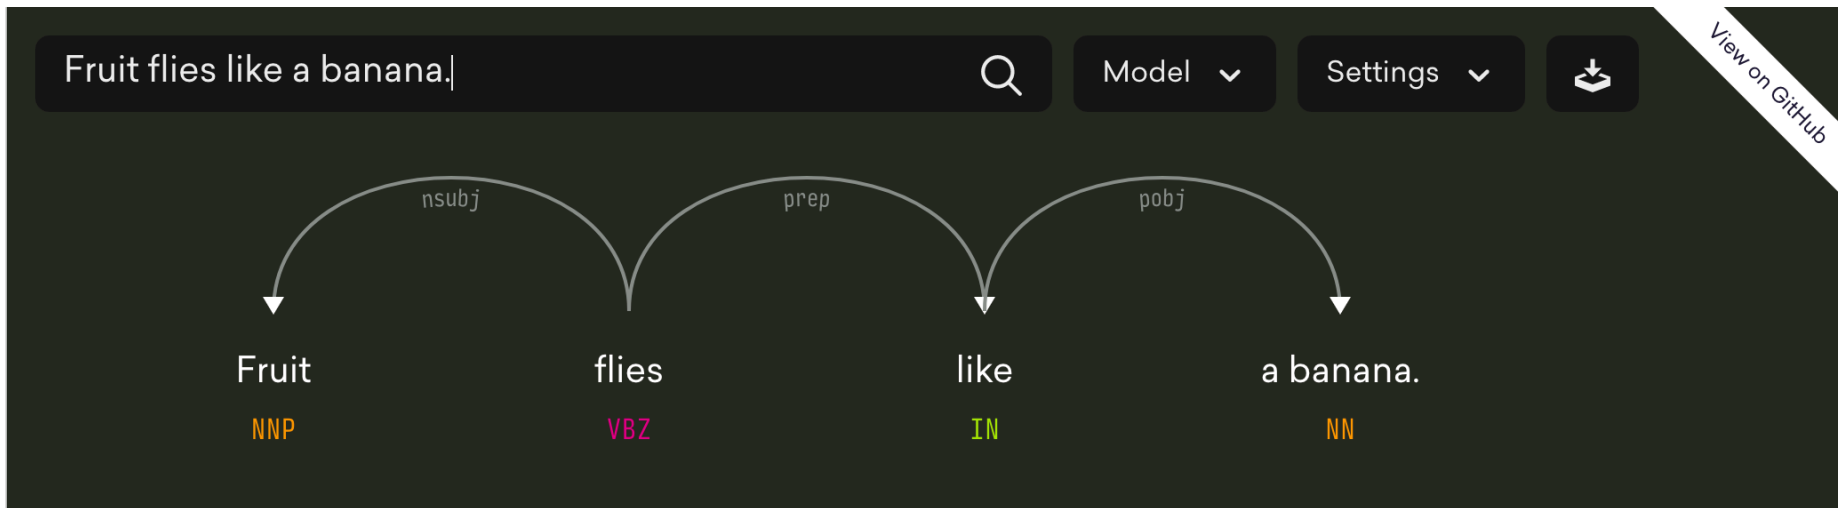 Fruit flies like a banana.
Model
Settings
View on GitHub
nsubj prep pobj
Fruit flies like a banana.
NNP VBZ IN NN